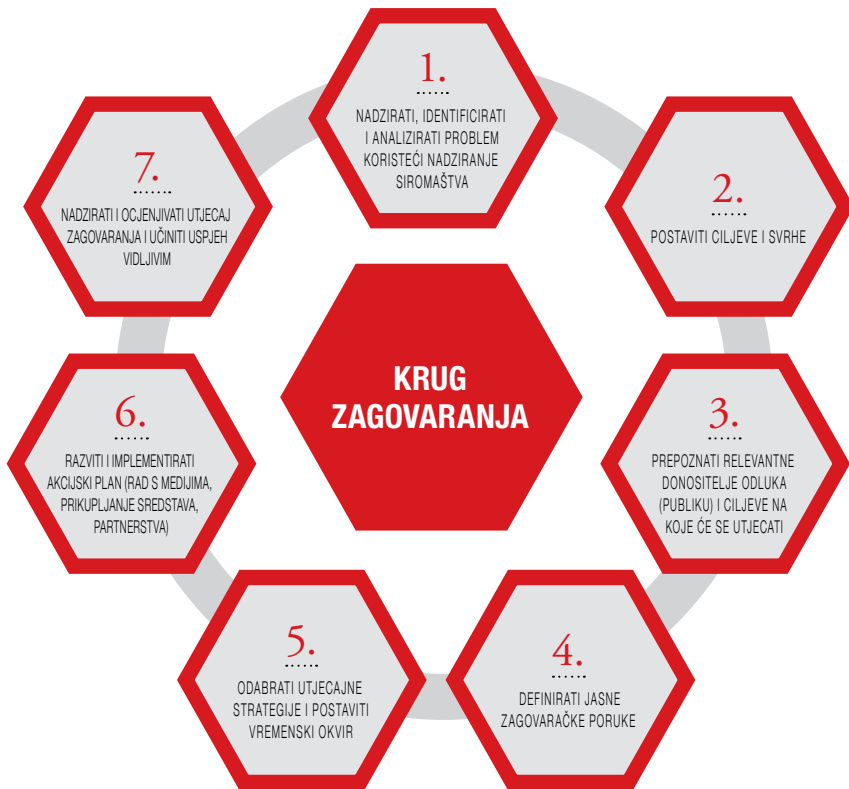 1.
NADZIRATI, IDENTIFICIRATI
I ANALIZIRATI PROBLEM
KORISTEĆI NADZIRANJE
SIROMAŠTVA
2.
POSTAVITI CILJEVE I SVRHE
3.
PREPOZNATI RELEVANTNE
DONOSITELJE ODLUKA
(PUBLIKU) I CILJEVE NA
KOJE ĆE SE UTJECATI
4.
DEFINIRATI JASNE
ZAGOVARAČKE PORUKE
5.
ODABRATI UTJECAJNE
STRATEGIJE I POSTAVITI
VREMENSKI OKVIR
6.
RAZVITI I IMPLEMENTIRATI
AKCIJSKI PLAN (RAD S MEDIJIMA,
PRIKUPLJANJE SREDSTAVA,
PARTNERSTVA)
7.
NADZIRATI I OCJENJIVATI UTJECAJ
ZAGOVARANJA I UČINITI USPJEH
VIDLJIVIM
KRUG
ZAGOVARANJA